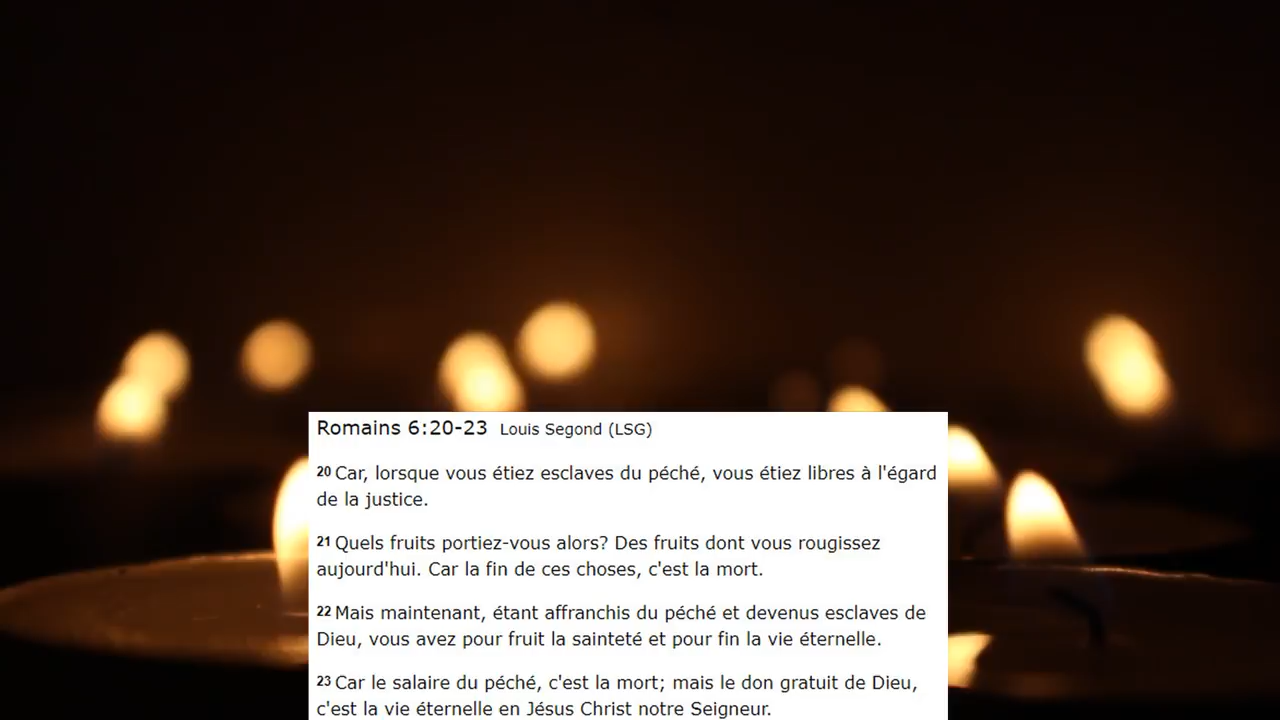 Romains 6:20-23 Louis Segond (LSG)
20 Car, lorsque vous étiez esclaves du péché, vous étiez libres à l'égard
de la justice.
21 Quels fruits portiez-vous alors? Des fruits dont vous rougissez
aujourd'hui. Car la fin de ces choses, c'est la mort.
22 Mais maintenant, étant affranchis du péché et devenus esclaves de
Dieu, vous avez pour fruit la sainteté et pour fin la vie éternelle.
23 Car le salaire du péché, c'est la mort; mais le don gratuit de Dieu,
c'est la vie éternelle en Jésus Christ notre Seigneur.